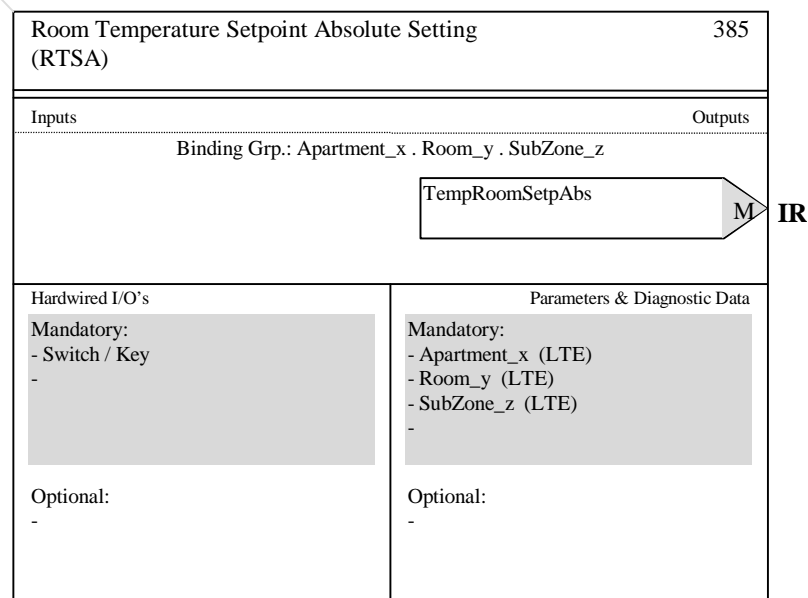 Room Temperature Setpoint Absolute Setting 385
(RTSA)
Inputs Outputs
Binding Grp.: Apartment_x . Room_y . SubZone_z
TempRoomSetpAbs
M IR
Hardwired I/O's Parameters & Diagnostic Data
Mandatory:
- Switch / Key
-
Mandatory:
- Apartment_x (LTE)
- Room_y (LTE)
- SubZone_z (LTE)
-
Optional:
-
Optional:
-